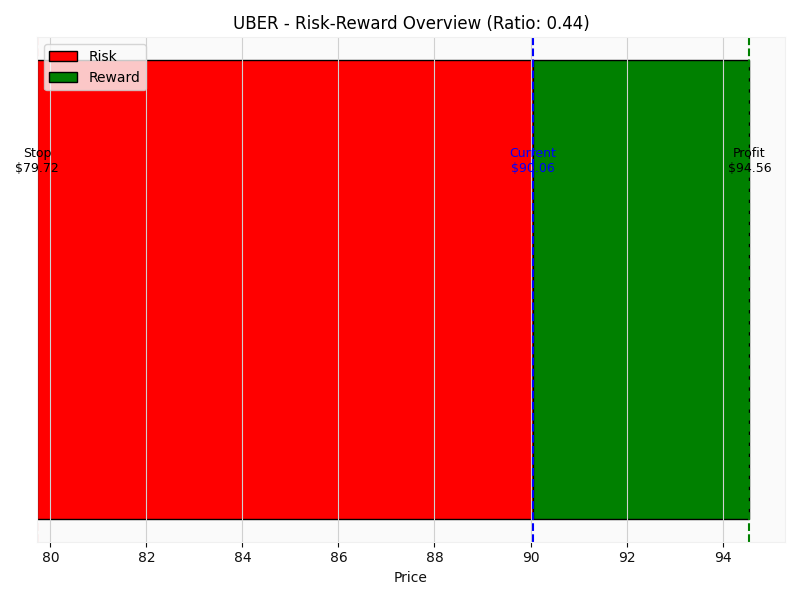 UBER - Risk-Reward Overview (Ratio: 0.44)
Risk
Reward
Stop
$79.72
Current
$90.06
Profit
$94.56
80 82 84 86 88 90 92 94
Price